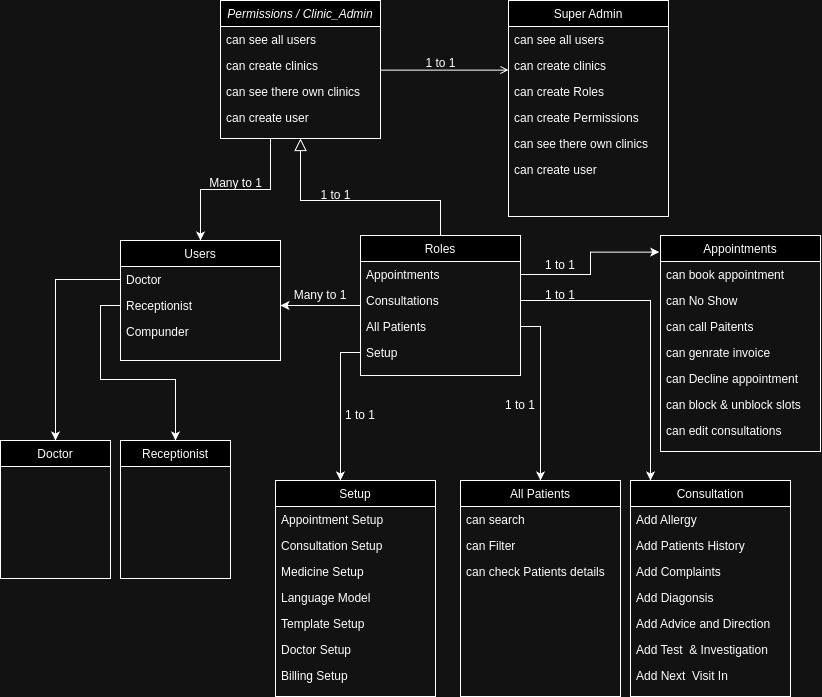 Permissions / Clinic_Admin
can see all users
can create clinics
can see there own clinics
can create user
1 to 1
Super Admin
can see all users
can create clinics
can create Roles
can create Permissions
can see there own clinics
can create user
Many to 1
1 to 1
Users
Doctor
Receptionist
Compunder
Many to 1
Roles
Appointments
Consultations
All Patients
Setup
1 to 1
1 to 1
1 to 1
1 to 1
Appointments
can book appointment
can No Show
can call Paitents
can genrate invoice
can Decline appointment
can block & unblock slots
can edit consultations
Doctor
Receptionist
Setup
Appointment Setup
Consultation Setup
Medicine Setup
Language Model
Template Setup
Doctor Setup
Billing Setup
All Patients
can search
can Filter
can check Patients details
Consultation
Add Allergy
Add Patients History
Add Complaints
Add Diagonsis
Add Advice and Direction
Add Test  & Investigation
Add Next  Visit In